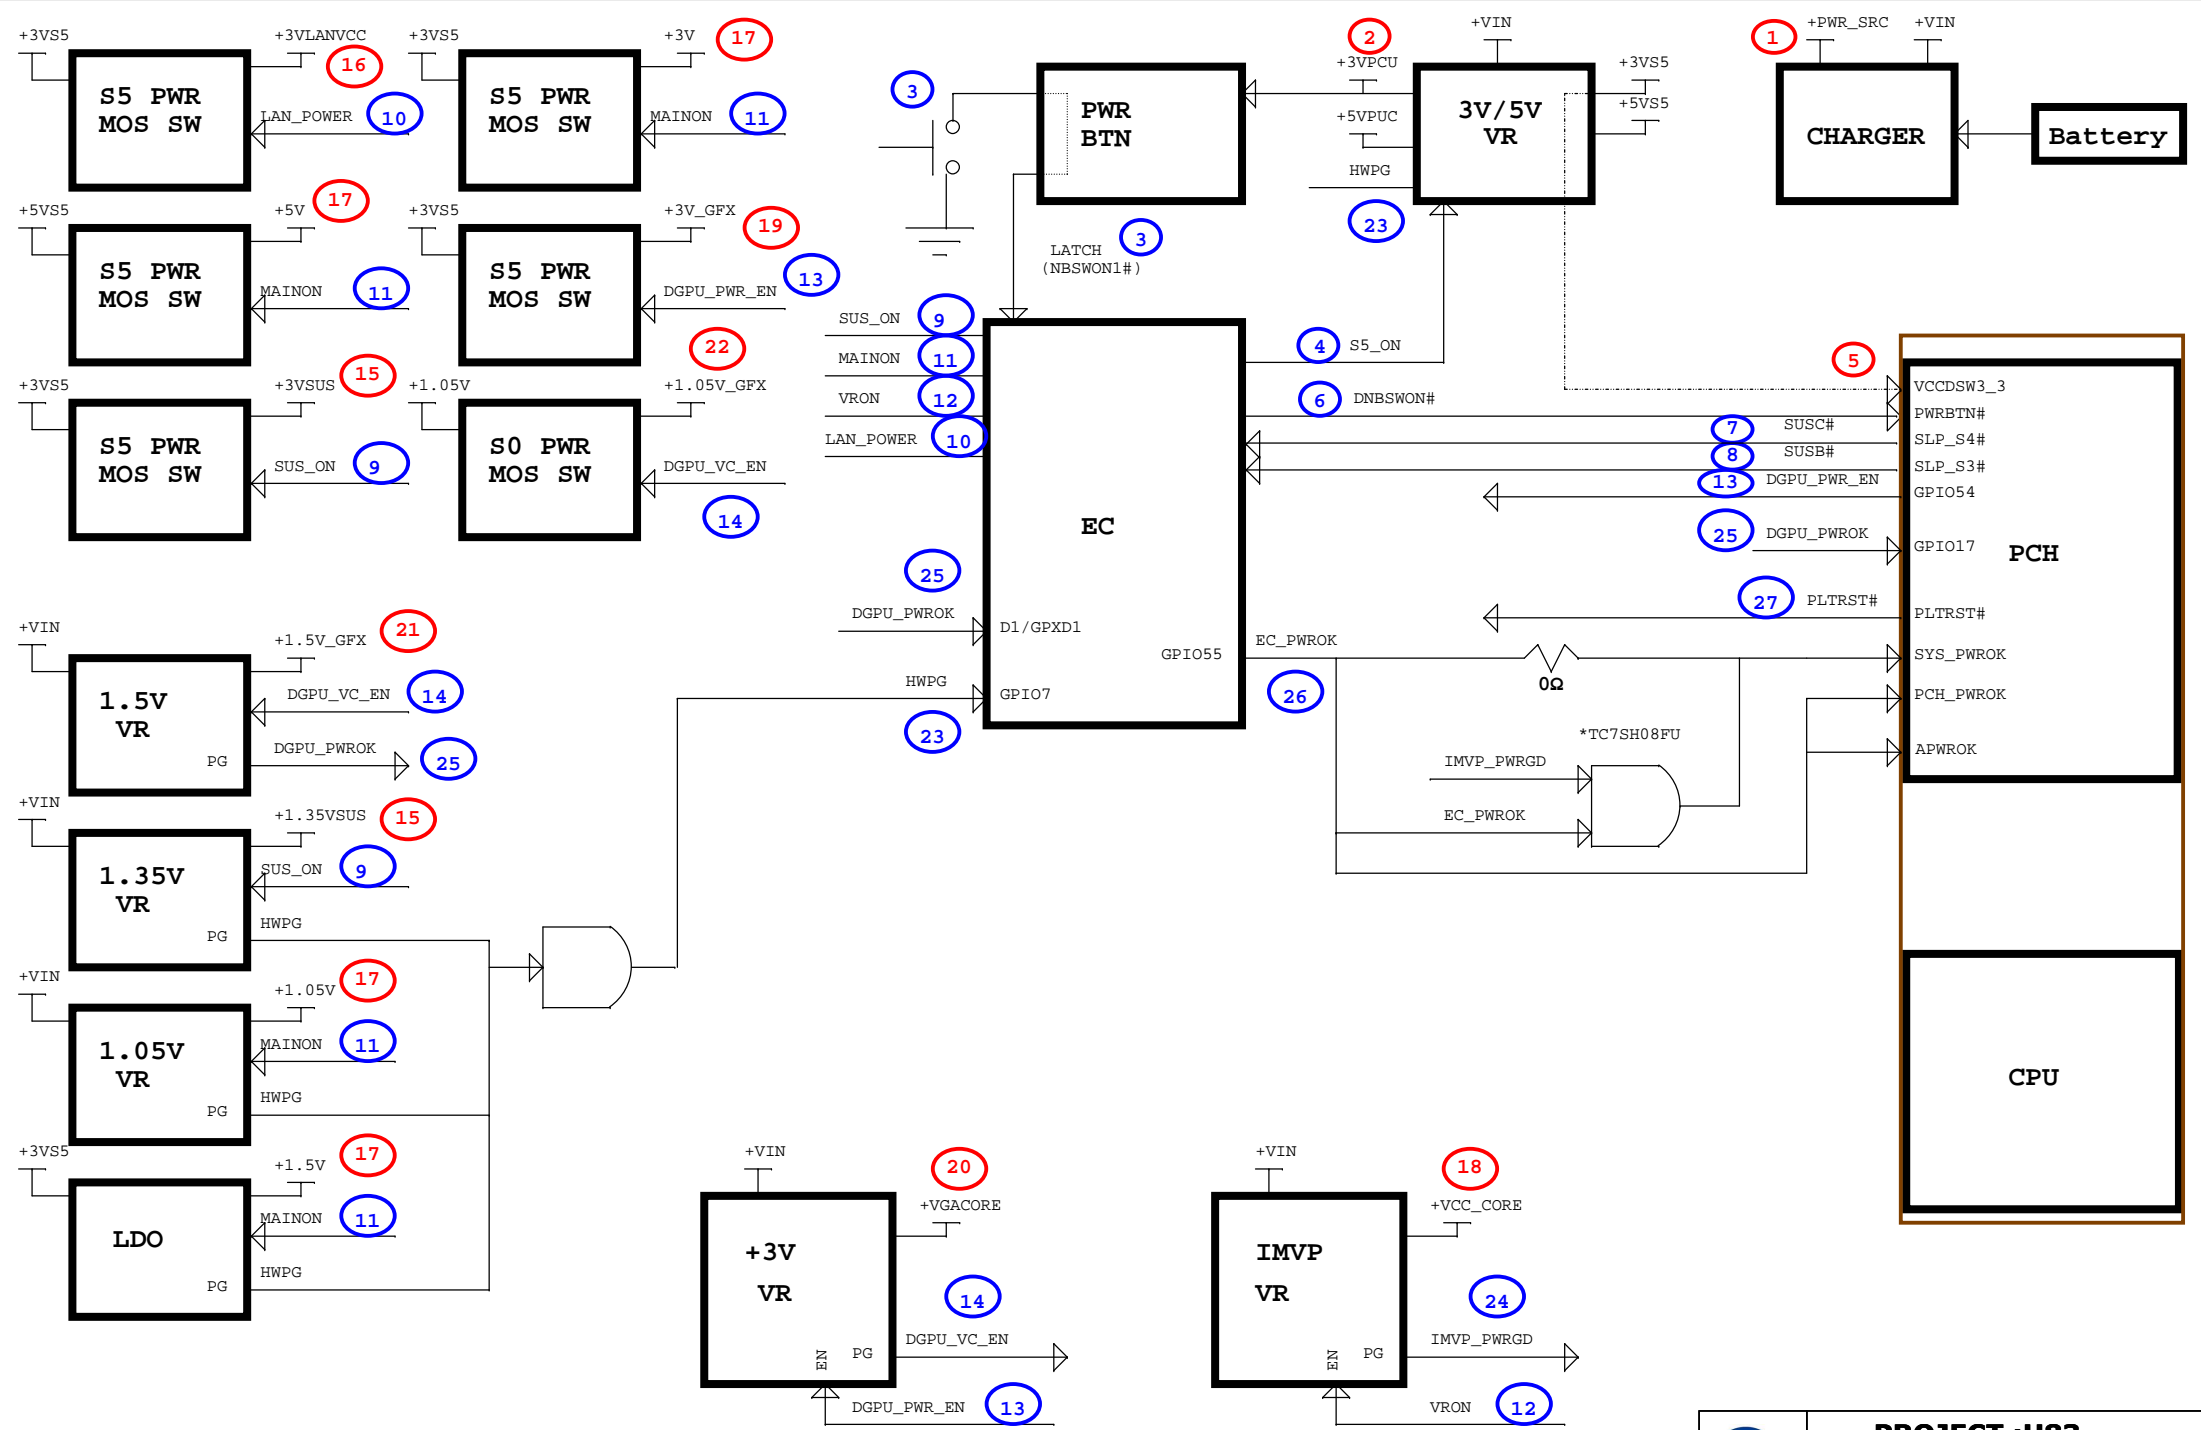 +3VS5
+3VLANVCC
16
S5 PWR
MOS SW
LAN_POWER
10
+3VS5
+3V
17
S5 PWR
MOS SW
MAINON
11
3
PWR
BTN
2
+3VPCU
+5VPUC
HWPG
23
+VIN
3V/5V
VR
+3VS5
+5VS5
1
+PWR_SRC
+VIN
CHARGER
Battery
+5VS5
+5V
17
S5 PWR
MOS SW
MAINON
11
+3VS5
+3V_GFX
19
S5 PWR
MOS SW
DGPU_PWR_EN
13
LATCH
(NBSWON1#)
3
+3VS5
+3VSUS
15
S5 PWR
MOS SW
SUS_ON
9
+1.05V
22
+1.05V_GFX
S0 PWR
MOS SW
DGPU_VC_EN
14
SUS_ON
9
MAINON
11
VRON
12
LAN_POWER
10
EC
25
DGPU_PWROK
D1/GPXD1
HWPG
GPIO7
23
GPIO55
4
S5_ON
6
DNBSWON#
7
SUSC#
8
SUSB#
13
DGPU_PWR_EN
25
DGPU_PWROK
27
PLTRST#
5
VCCDSW3_3
PWRBTN#
SLP_S4#
SLP_S3#
GPIO54
GPIO17
PCH
PLTRST#
SYS_PWROK
PCH_PWROK
APWROK
EC_PWROK
26
0Ω
*TC7SH08FU
IMVP_PWRGD
EC_PWROK
CPU
+VIN
+1.5V_GFX
21
1.5V
VR
DGPU_VC_EN
14
DGPU_PWROK
25
PG
+VIN
+1.35VSUS
15
1.35V
VR
SUS_ON
9
HWPG
PG
+VIN
+1.05V
17
1.05V
VR
MAINON
11
HWPG
PG
+3VS5
+1.5V
17
LDO
MAINON
11
HWPG
PG
+VIN
20
+VGACORE
+3V
VR
14
DGPU_VC_EN
EN
PG
DGPU_PWR_EN
13
+VIN
18
+VCC_CORE
IMVP
VR
24
IMVP_PWRGD
EN
PG
VRON
12